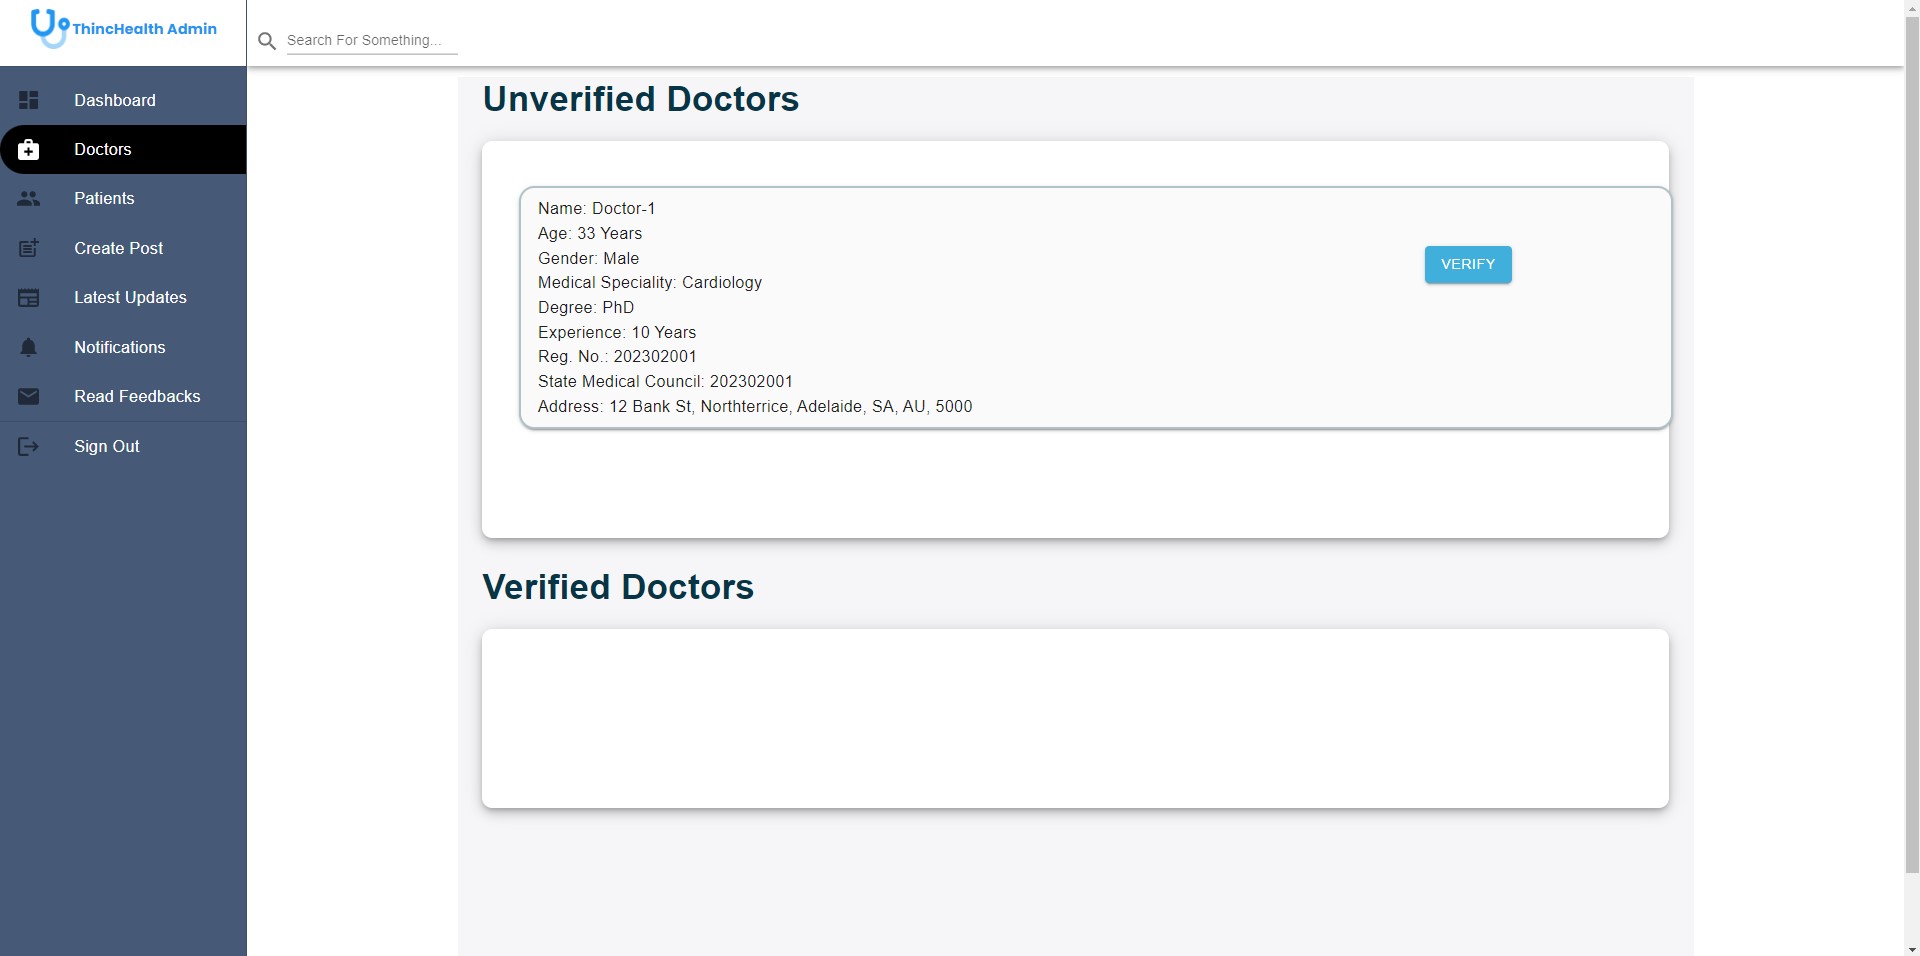 ThincHealth Admin
Search For Something...
Dashboard
Doctors
Patients
Create Post
Latest Updates
Notifications
Read Feedbacks
Sign Out
Unverified Doctors
Name: Doctor-1
Age: 33 Years
Gender: Male
Medical Speciality: Cardiology
Degree: PhD
Experience: 10 Years
Reg. No.: 202302001
State Medical Council: 202302001
Address: 12 Bank St, Northterrice, Adelaide, SA, AU, 5000
VERIFY
Verified Doctors